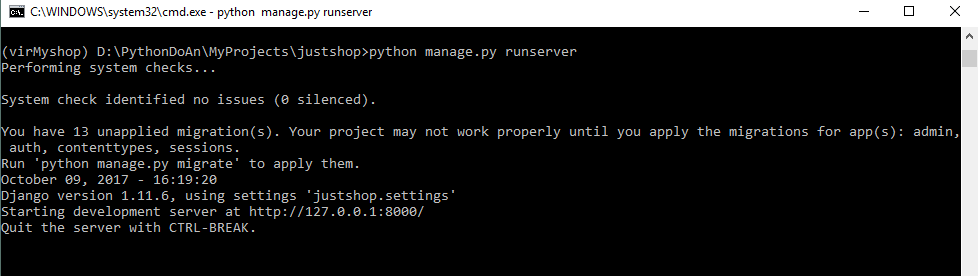 C:\WINDOWS\system32\cmd.exe - python  manage.py runserver
(virMyshop) D:\PythonDoAn\MyProjects\justshop>python manage.py runserver
Performing system checks...
System check identified no issues (0 silenced).
You have 13 unapplied migration(s). Your project may not work properly until you apply the migrations for app(s): admin,
 auth, contenttypes, sessions.
Run 'python manage.py migrate' to apply them.
October 09, 2017 - 16:19:20
Django version 1.11.6, using settings 'justshop.settings'
Starting development server at http://127.0.0.1:8000/
Quit the server with CTRL-BREAK.